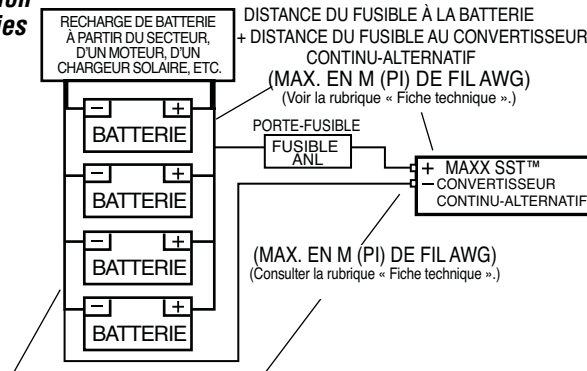 ion
ies
RECHARGE DE BATTERIE
À PARTIR DU SECTEUR,
D'UN MOTEUR, D'UN
CHARGEUR SOLAIRE, ETC.
DISTANCE DU FUSIBLE À LA BATTERIE
+ DISTANCE DU FUSIBLE AU CONVERTISSEUR
CONTINU-ALTERNATIF
(MAX. EN M (PI) DE FIL AWG)
(Voir la rubrique « Fiche technique ».)
– +
BATTERIE
PORTE-FUSIBLE
FUSIBLE
ANL
+ MAXX SST™
– CONVERTISSEUR
CONTINU-ALTERNATIF
– +
BATTERIE
– +
BATTERIE
(MAX. EN M (PI) DE FIL AWG)
(Consulter la rubrique « Fiche technique ».)
– +
BATTERIE